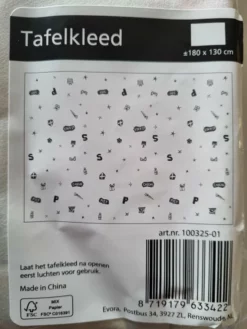 Tafelkleed
±180 x 130 cm
art.nr. 100325-01
Laat het tafelkleed na openen
eerst luchten voor gebruik.
Made in China
FSC
MIX
Papier
8 719179 633422
Evora, Postbus 34, 3927 ZL, Renswoude